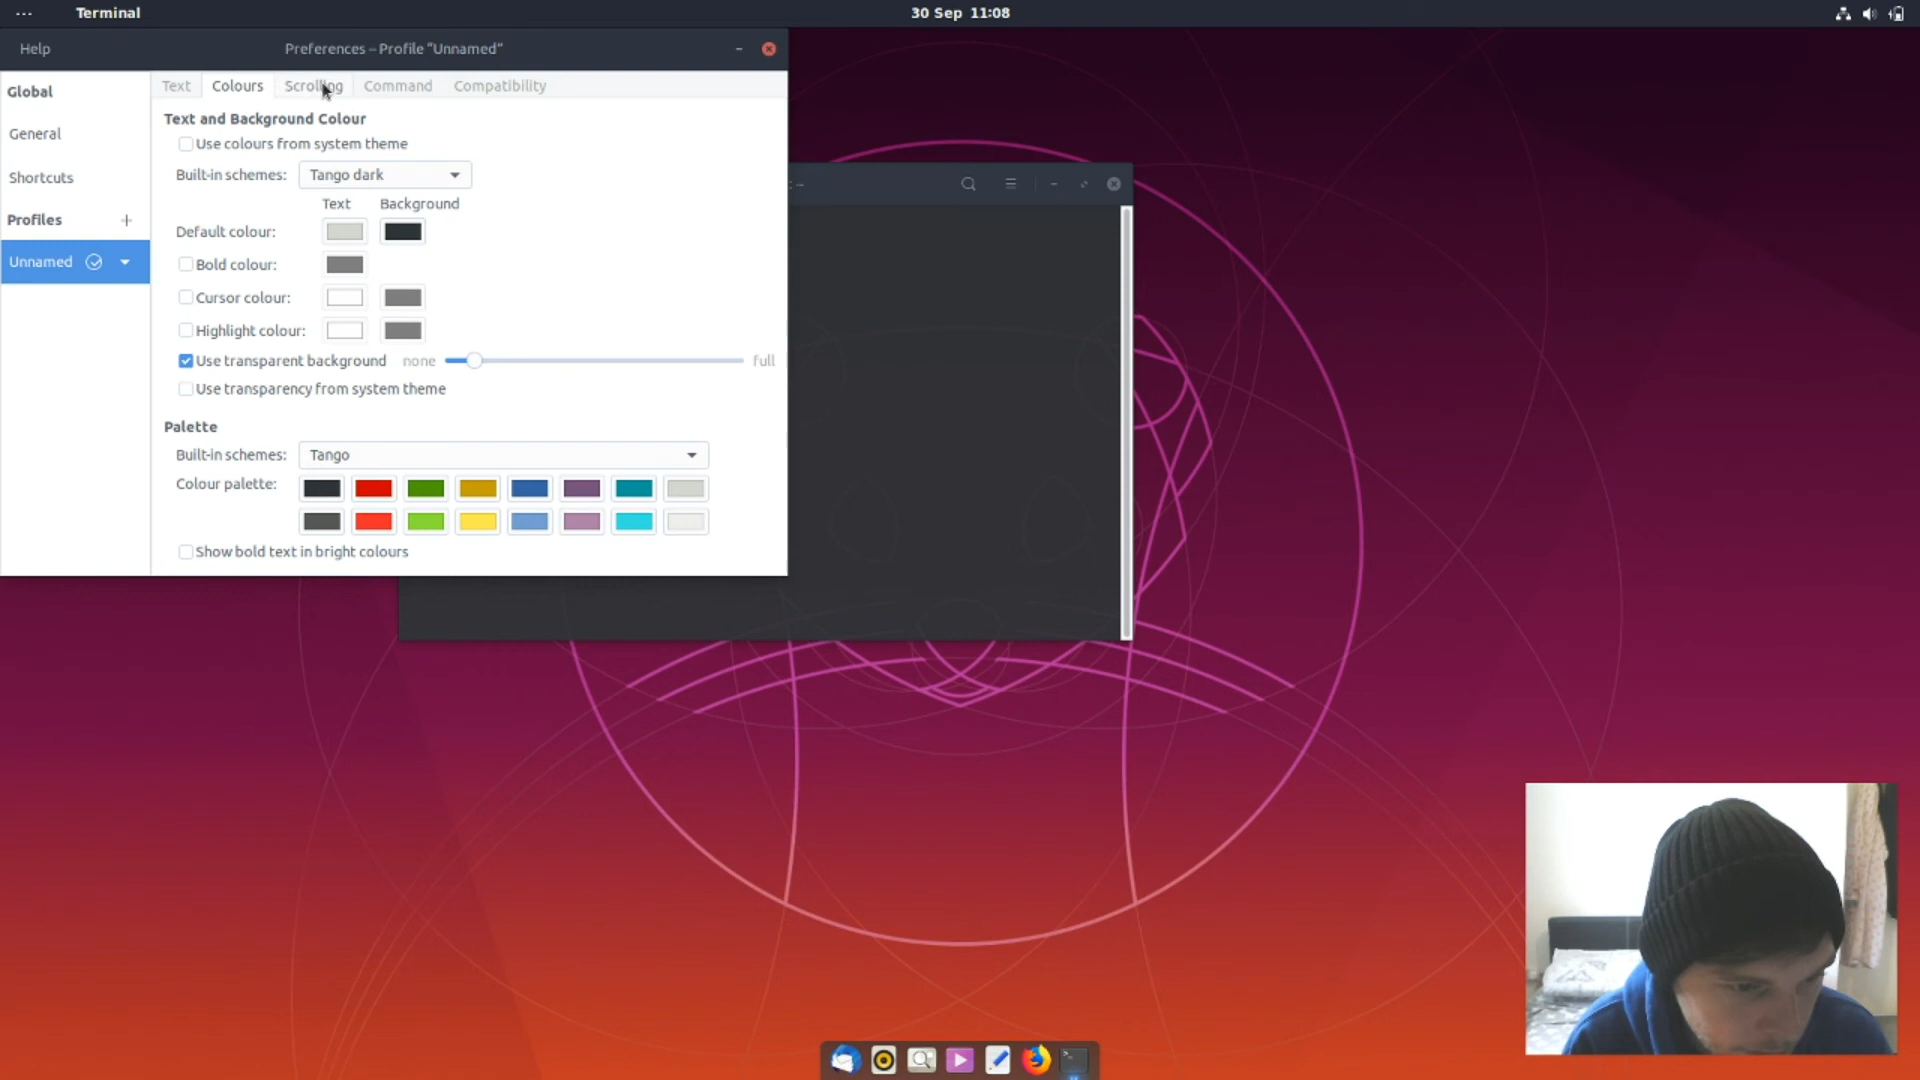 Terminal
30 Sep 11:08
Help
Preferences – Profile “Unnamed”
Global
General
Shortcuts
Profiles
Unnamed
Text
Colours
Scrolling
Command
Compatibility
Text and Background Colour
Use colours from system theme
Built-in schemes: Tango dark
Text Background
Default colour:
Bold colour:
Cursor colour:
Highlight colour:
Use transparent background none full
Use transparency from system theme
Palette
Built-in schemes: Tango
Colour palette:
Show bold text in bright colours
: ~